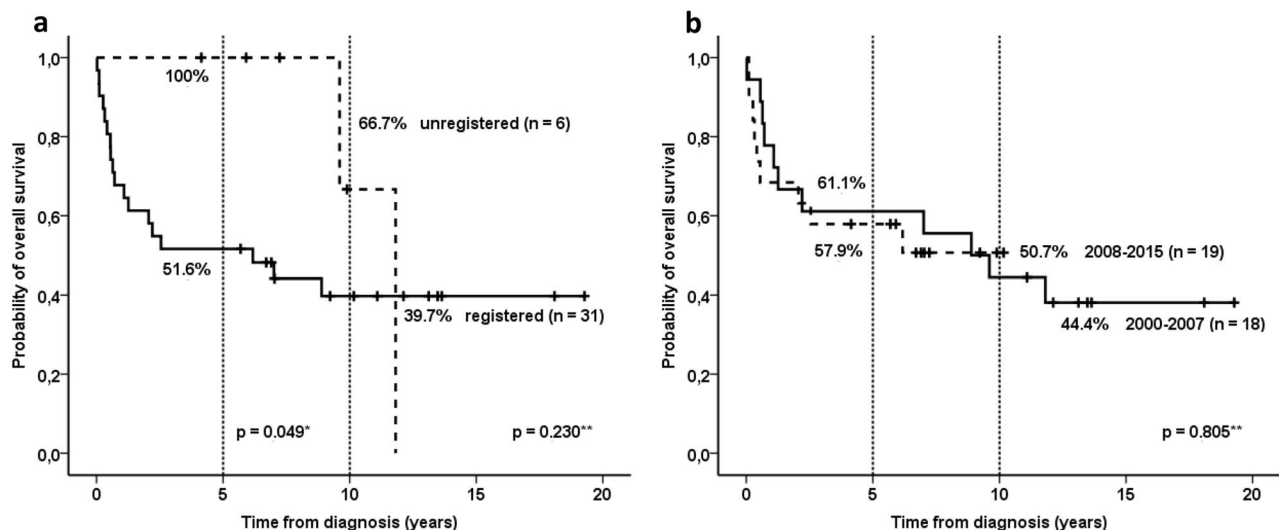 a
Probability of overall survival
1,0
0,8
0,6
0,4
0,2
0,0
100%
66.7% unregistered (n = 6)
51.6%
39.7% registered (n = 31)
p = 0.049*
p = 0.230**
0 5 10 15 20
Time from diagnosis (years)
b
Probability of overall survival
1,0
0,8
0,6
0,4
0,2
0,0
61.1%
57.9%
50.7% 2008-2015 (n = 19)
44.4% 2000-2007 (n = 18)
p = 0.805**
0 5 10 15 20
Time from diagnosis (years)